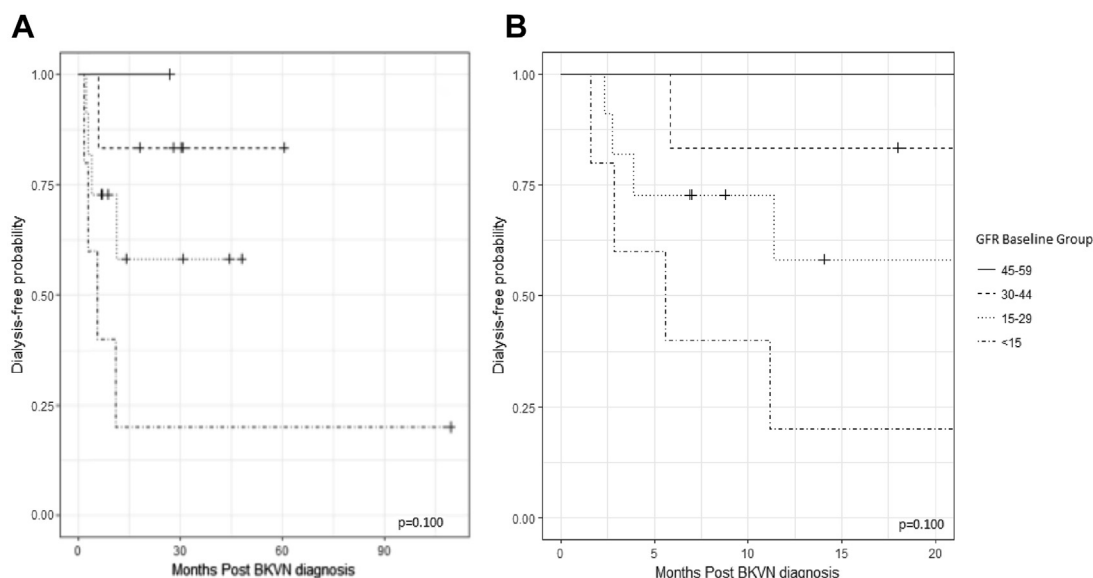 A
Dialysis-free probability
1.00
0.75
0.50
0.25
0.00
p=0.100
0 30 60 90
Months Post BKVN diagnosis
B
Dialysis-free probability
1.00
0.75
0.50
0.25
0.00
p=0.100
0 5 10 15 20
Months Post BKVN diagnosis
GFR Baseline Group
45-59
30-44
15-29
<15